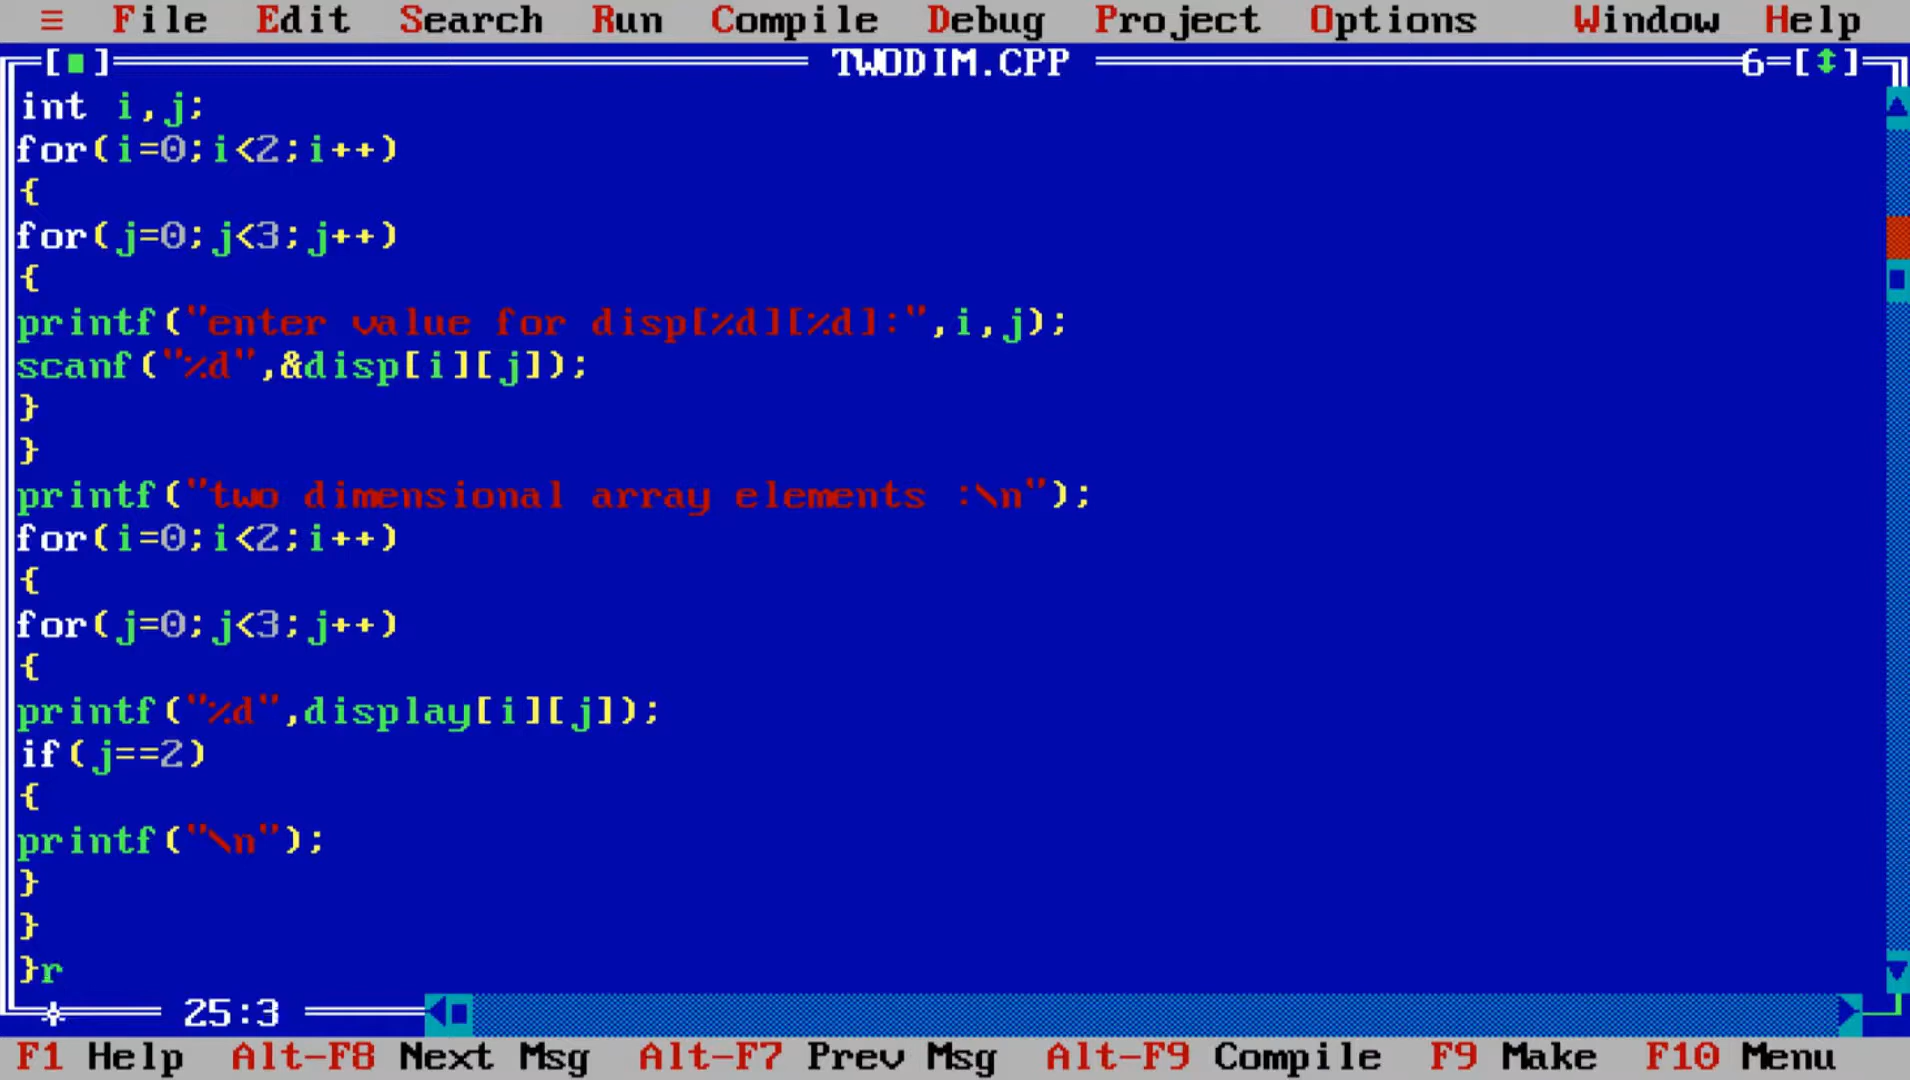 ≡ File Edit Search Run Compile Debug Project Options Window Help
[■] TWODIM.CPP 6=[↕]
int i,j;
for(i=0;i<2;i++)
{
for(j=0;j<3;j++)
{
printf("enter value for disp[%d][%d]:",i,j);
scanf("%d",&disp[i][j]);
}
}
printf("two dimensional array elements :\n");
for(i=0;i<2;i++)
{
for(j=0;j<3;j++)
{
printf("%d",display[i][j]);
if(j==2)
{
printf("\n");
}
}
}r
25:3
F1 Help Alt-F8 Next Msg Alt-F7 Prev Msg Alt-F9 Compile F9 Make F10 Menu